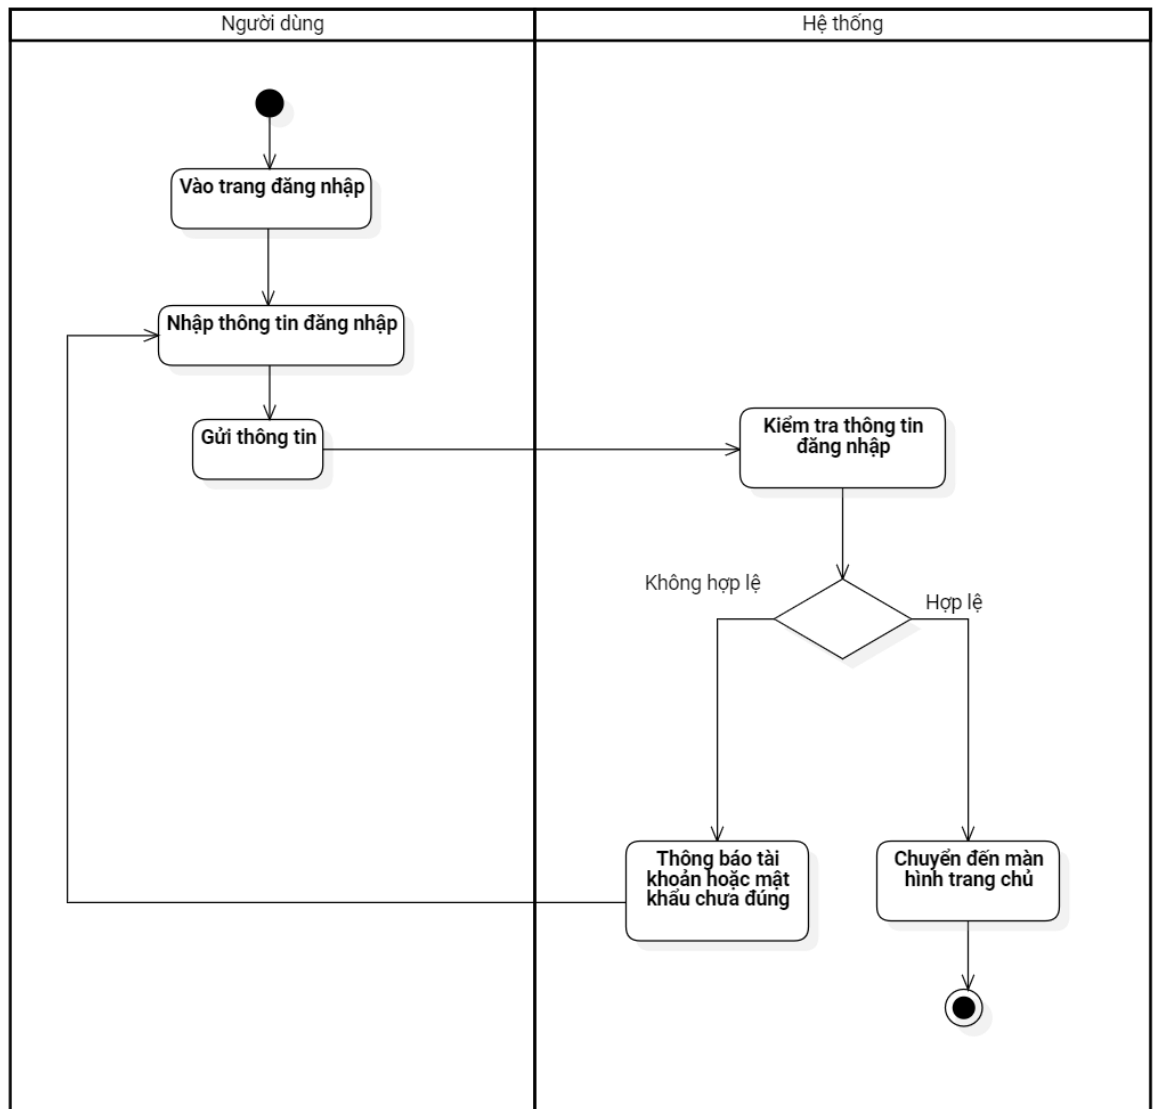 Người dùng
Hệ thống
Vào trang đăng nhập
Nhập thông tin đăng nhập
Gửi thông tin
Kiểm tra thông tin
đăng nhập
Không hợp lệ
Hợp lệ
Thông báo tài
khoản hoặc mật
khẩu chưa đúng
Chuyển đến màn
hình trang chủ